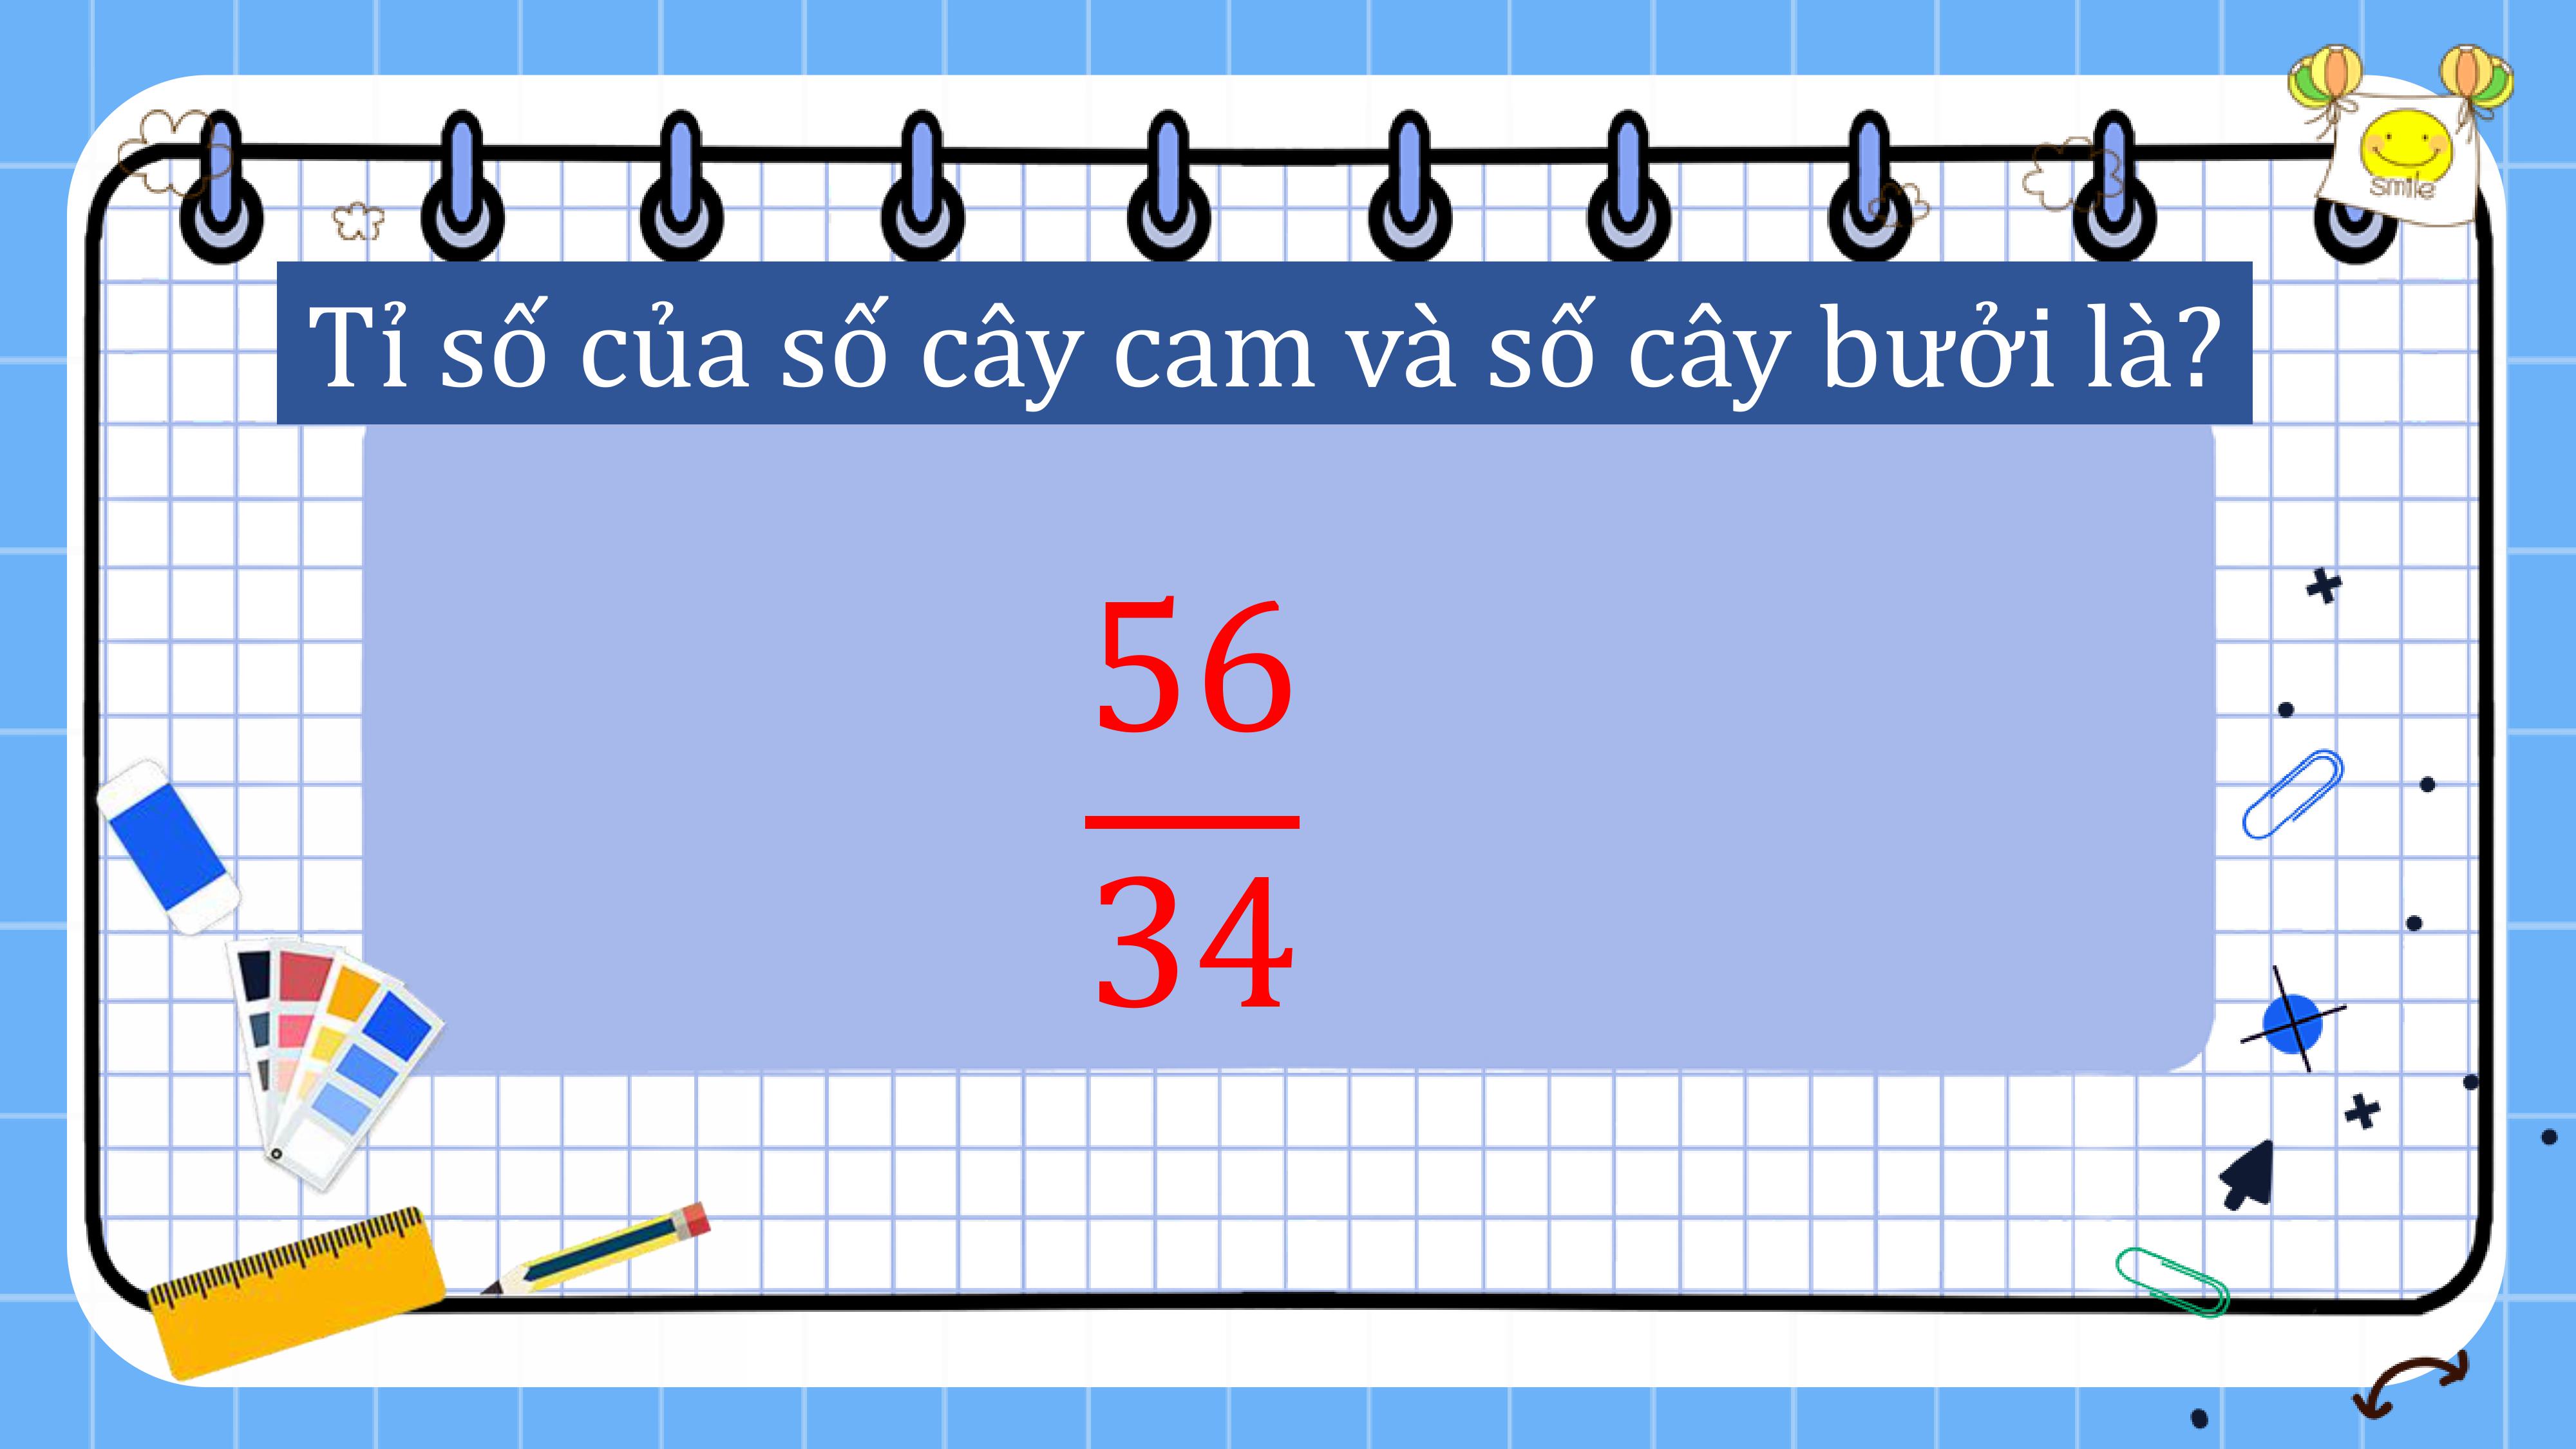 smile
Tỉ số của số cây cam và số cây bưởi là?
56
34